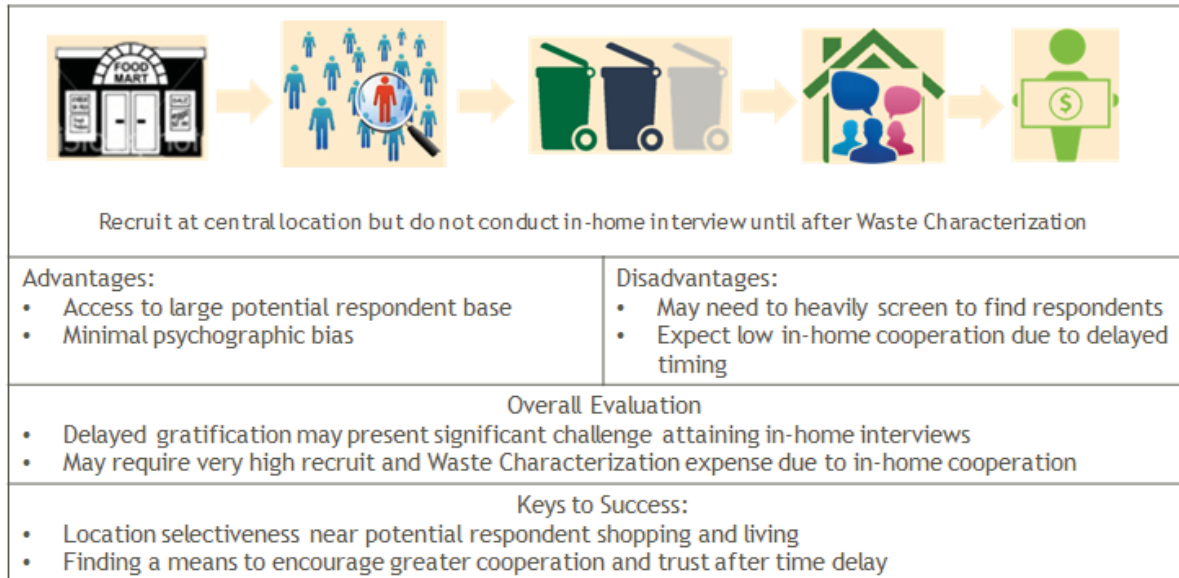 FOOD
MART
$
Recruit at central location but do not conduct in-home interview until after Waste Characterization
Advantages:
• Access to large potential respondent base
• Minimal psychographic bias
Disadvantages:
• May need to heavily screen to find respondents
• Expect low in-home cooperation due to delayed
timing
Overall Evaluation
• Delayed gratification may present significant challenge attaining in-home interviews
• May require very high recruit and Waste Characterization expense due to in-home cooperation
Keys to Success:
• Location selectiveness near potential respondent shopping and living
• Finding a means to encourage greater cooperation and trust after time delay